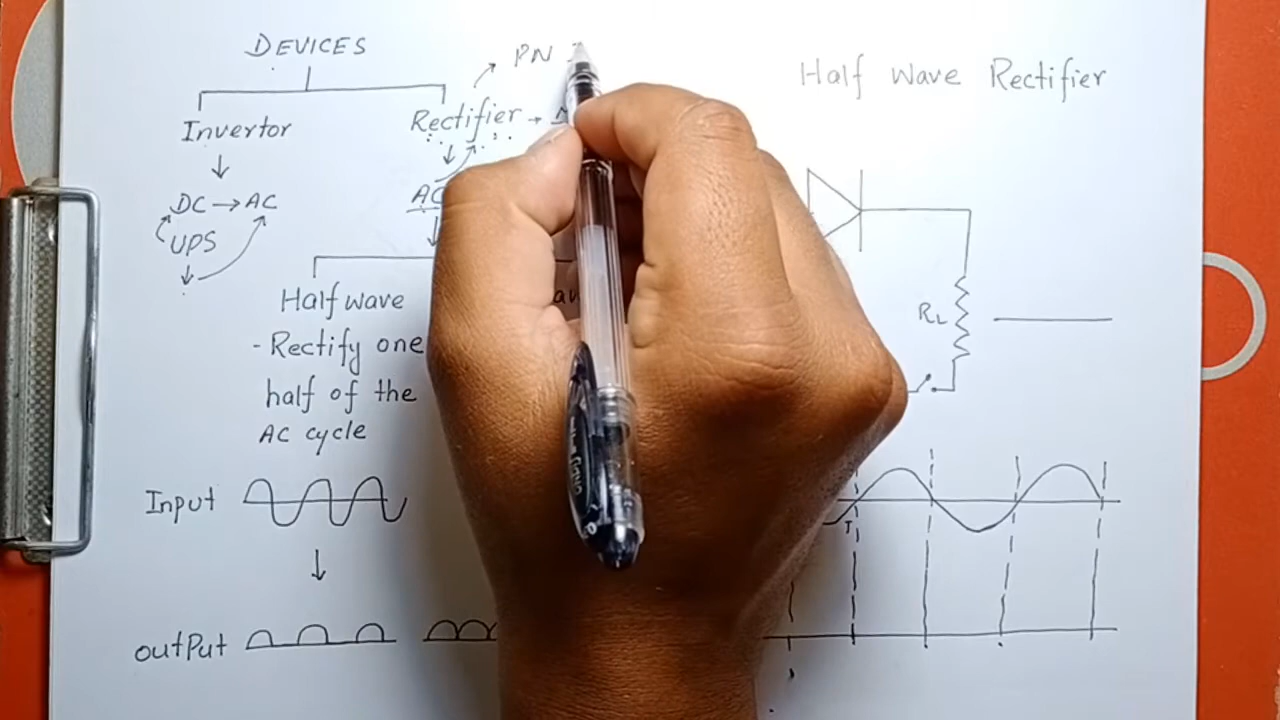 DEVICES
PN
Half Wave Rectifier
Invertor
Rectifier
DC → AC
AC
UPS
Half wave
- Rectify one
half of the
AC cycle
RL
Input
T
outPut